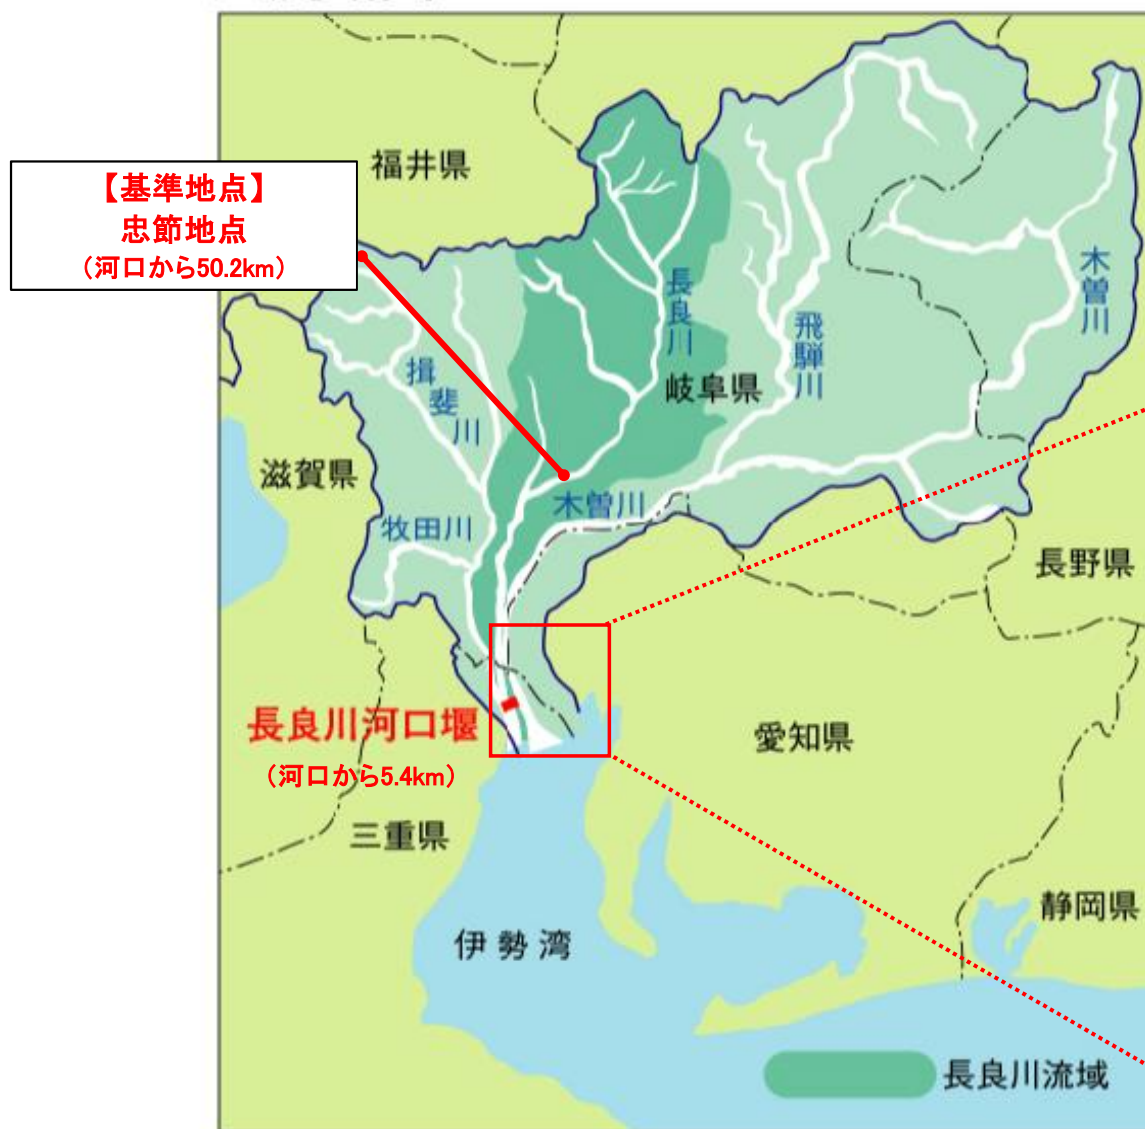 福井県
【基準地点】
忠節地点
（河口から50.2km）
木曽川
長良川
飛騨川
揖斐川
岐阜県
滋賀県
木曽川
牧田川
長野県
長良川河口堰
（河口から5.4km）
愛知県
三重県
静岡県
伊勢湾
長良川流域